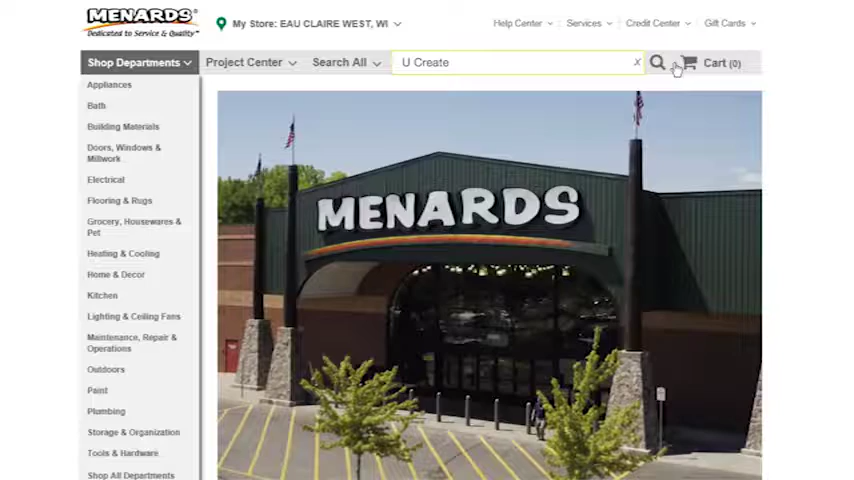 MENARDS®
Dedicated to Service & Quality™
My Store: EAU CLAIRE WEST, WI
Help Center
Services
Credit Center
Gift Cards
Shop Departments
Project Center
Search All
U Create
x
Cart (0)
Appliances
Bath
Building Materials
Doors, Windows &
Millwork
Electrical
Flooring & Rugs
Grocery, Housewares &
Pet
Heating & Cooling
Home & Decor
Kitchen
Lighting & Ceiling Fans
Maintenance, Repair &
Operations
Outdoors
Paint
Plumbing
Storage & Organization
Tools & Hardware
Shop All Departments
MENARDS